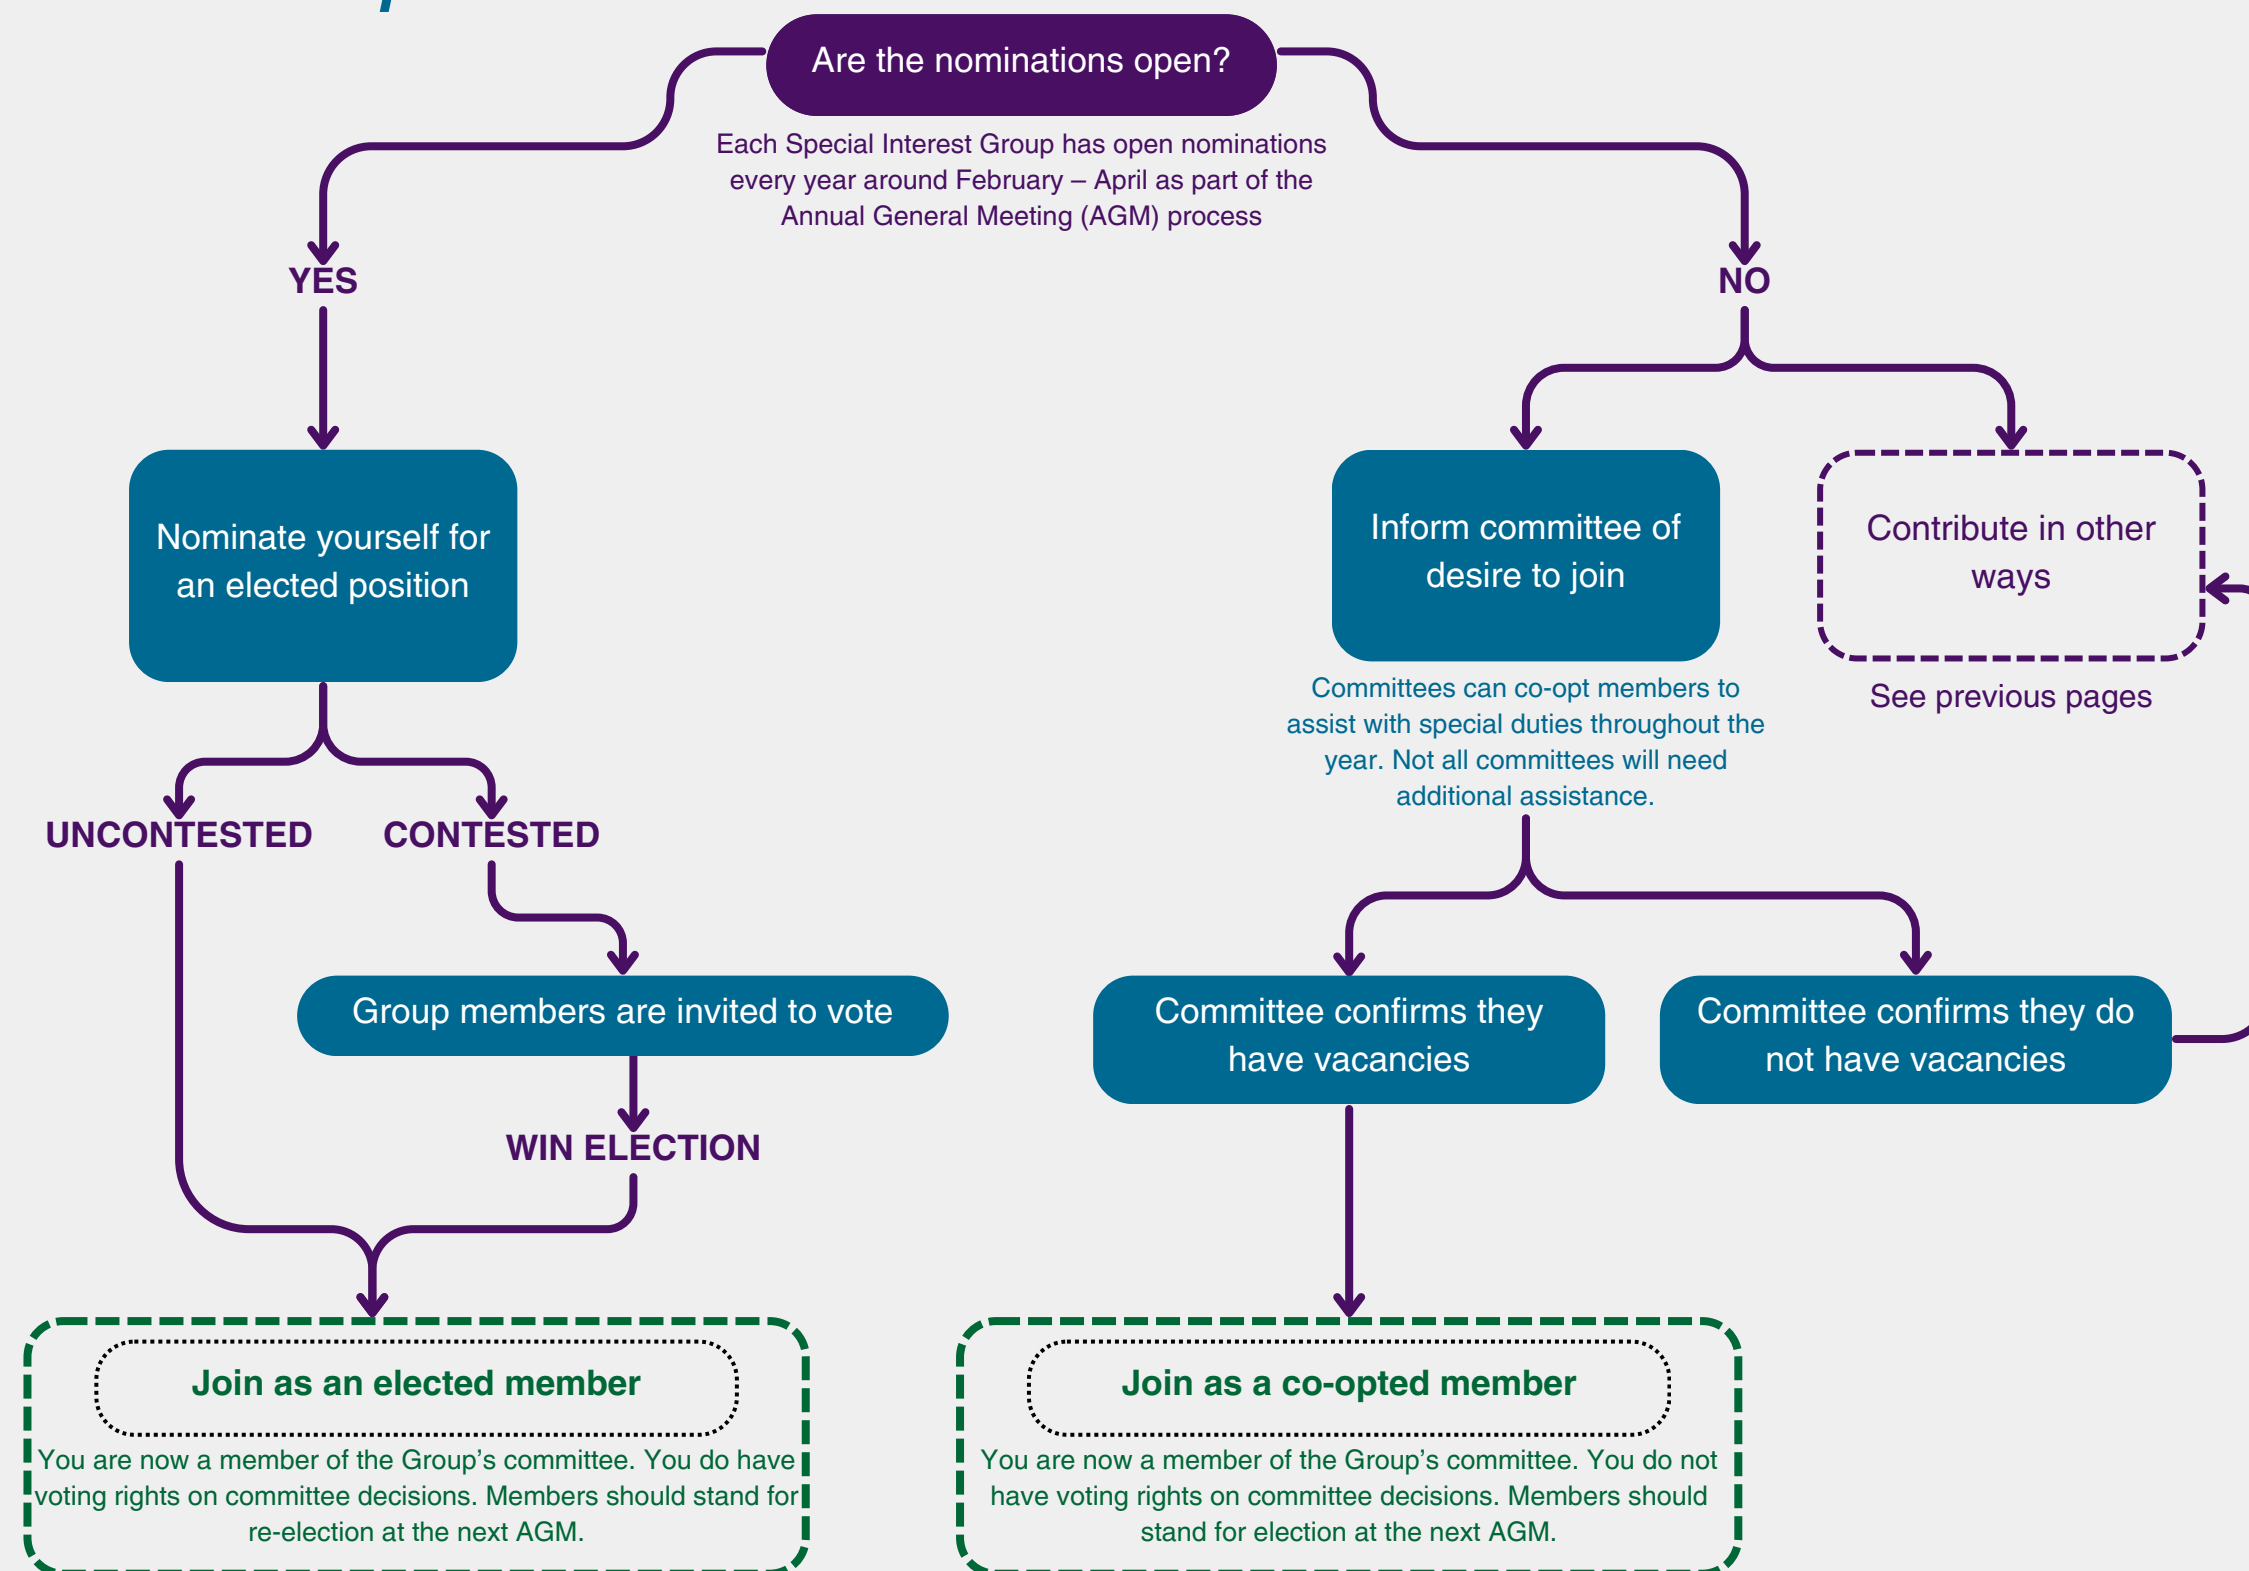 Are the nominations open?
Each Special Interest Group has open nominations
every year around February – April as part of the
Annual General Meeting (AGM) process
YES
NO
Nominate yourself for
an elected position
Inform committee of
desire to join
Contribute in other
ways
Committees can co-opt members to
assist with special duties throughout the
year. Not all committees will need
additional assistance.
See previous pages
UNCONTESTED
CONTESTED
Group members are invited to vote
Committee confirms they
have vacancies
Committee confirms they do
not have vacancies
WIN ELECTION
Join as an elected member
You are now a member of the Group’s committee. You do have
voting rights on committee decisions. Members should stand for
re-election at the next AGM.
Join as a co-opted member
You are now a member of the Group’s committee. You do not
have voting rights on committee decisions. Members should
stand for election at the next AGM.